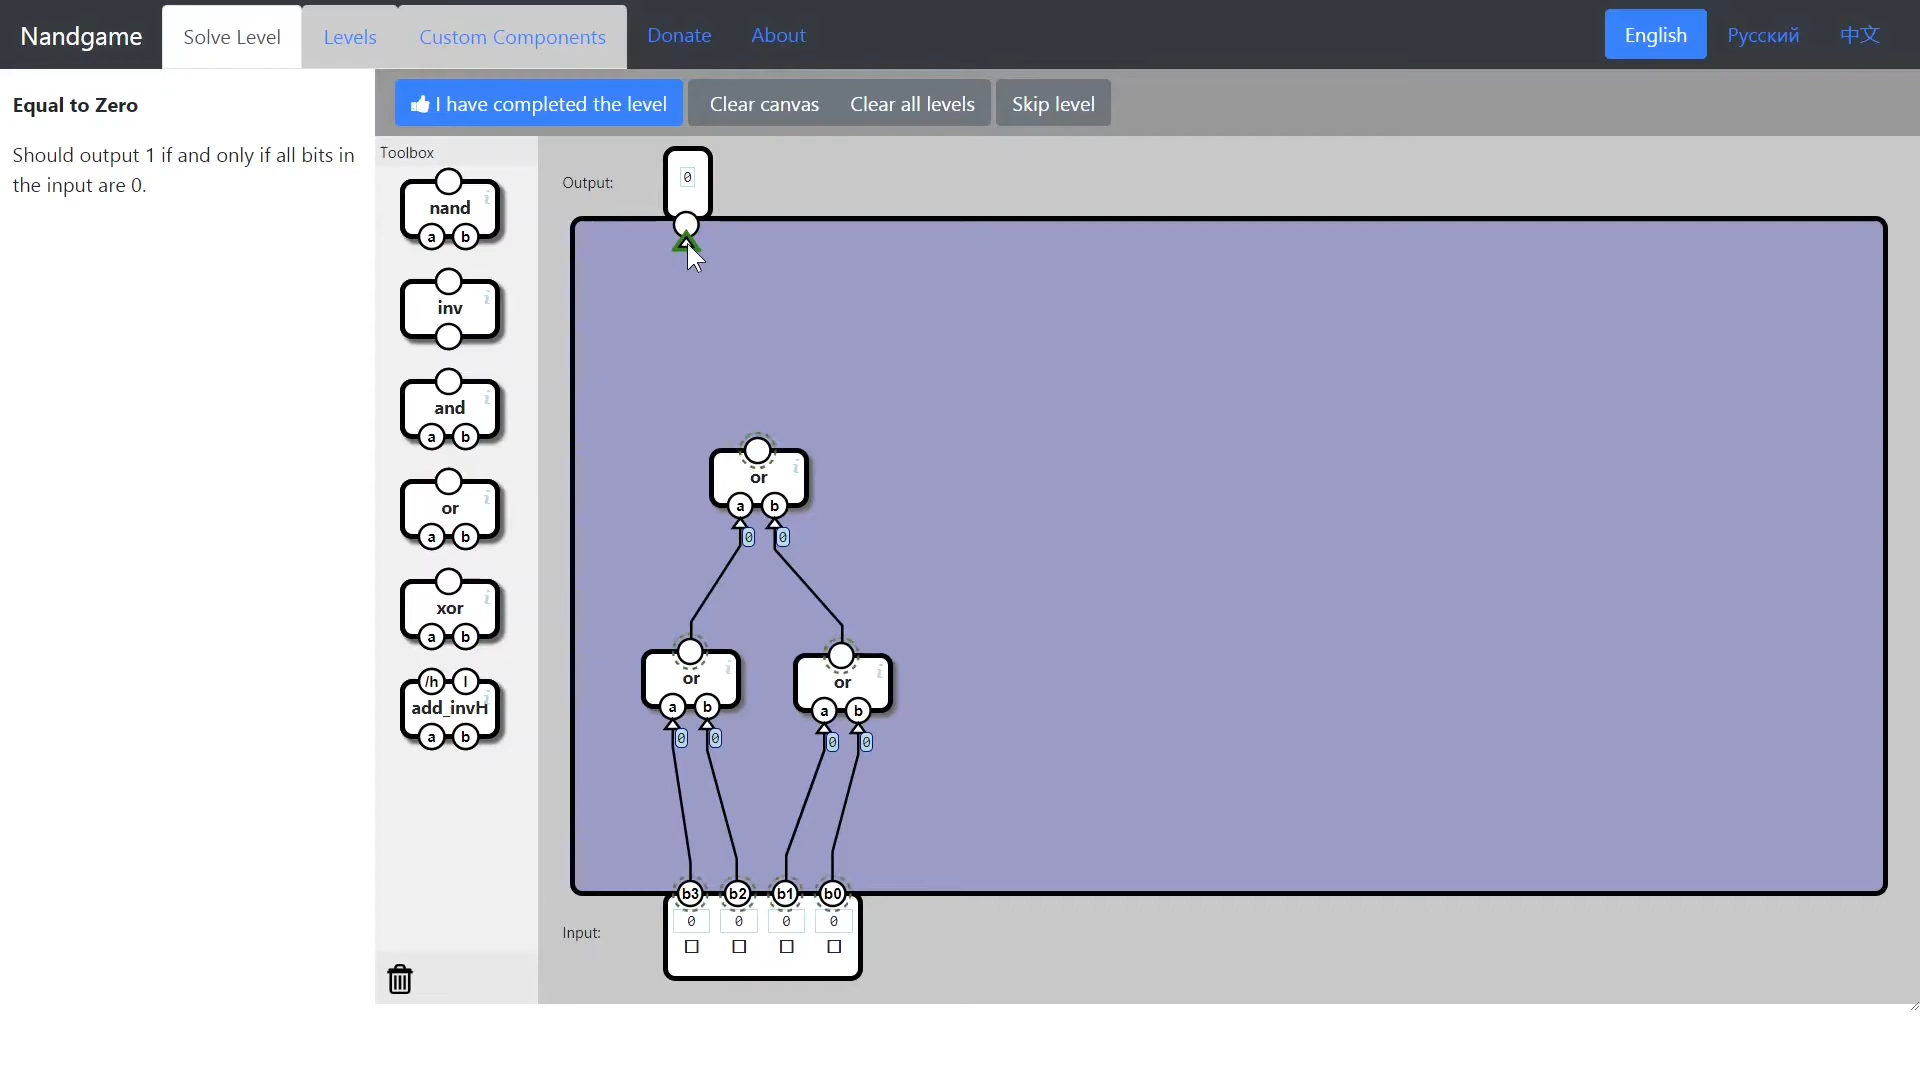 Nandgame
Solve Level
Levels
Custom Components
Donate
About
English
Русский
中文
Equal to Zero
Should output 1 if and only if all bits in
the input are 0.
I have completed the level
Clear canvas
Clear all levels
Skip level
Toolbox
nand
i
a b
inv
i
and
i
a b
or
i
a b
xor
i
a b
/h l
add_invH
i
a b
Output:
0
or
i
a b
0 0
or
i
a b
0 0
or
i
a b
0 0
b3 b2 b1 b0
0 0 0 0
Input: